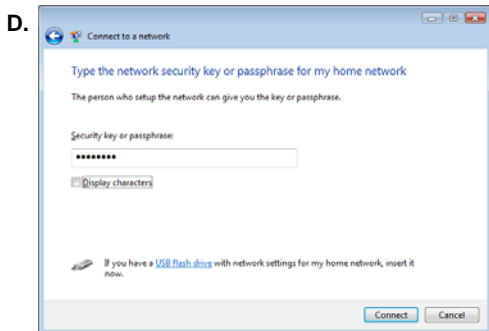 D.
Connect to a network
Type the network security key or passphrase for my home network
The person who setup the network can give you the key or passphrase.
Security key or passphrase:
••••••••
Display characters
If you have a USB flash drive with network settings for my home network, insert it
now.
Connect Cancel